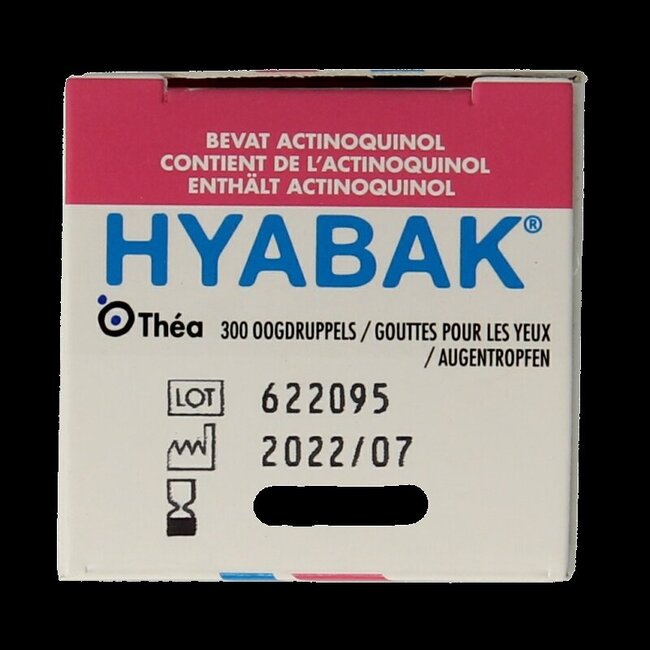 BEVAT ACTINOQUINOL
CONTIENT DE L'ACTINOQUINOL
ENTHÄLT ACTINOQUINOL
HYABAK®
Théa 300 OOGDRUPPELS / GOUTTES POUR LES YEUX
/ AUGENTROPFEN
LOT 622095
2022/07